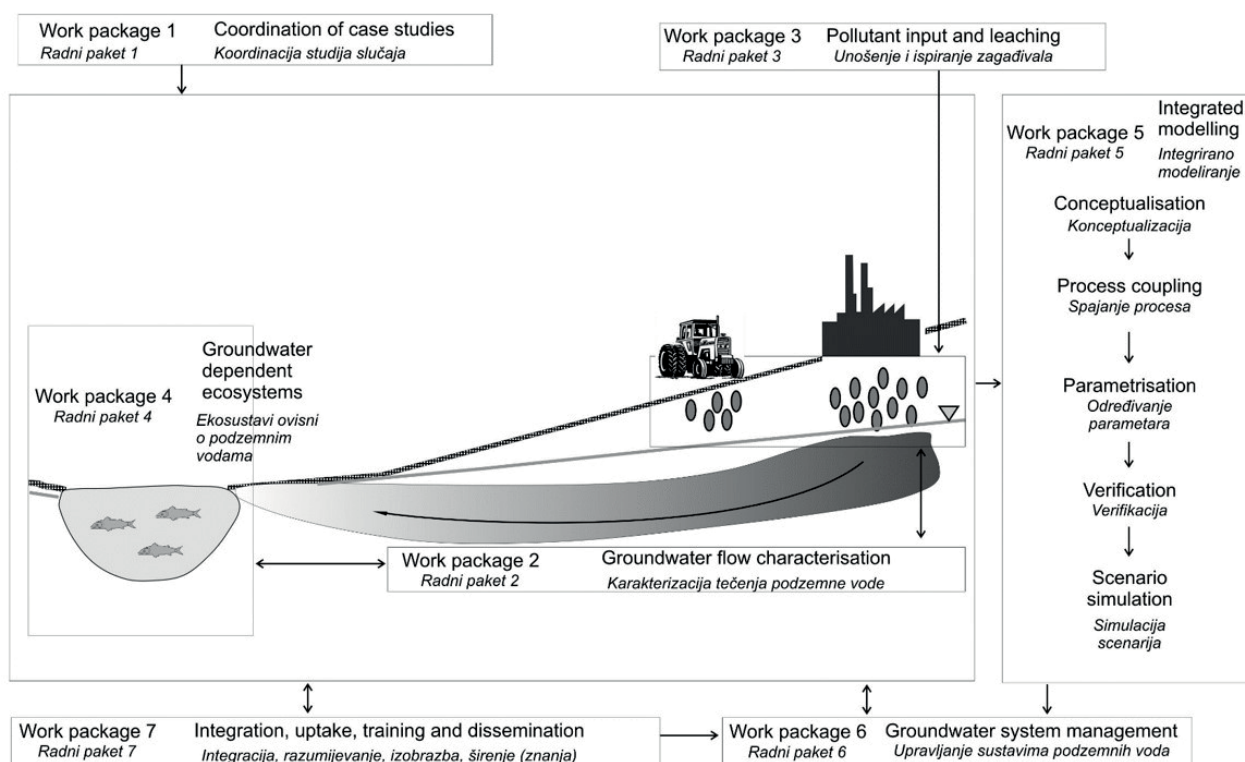 Work package 1 Coordination of case studies
Radni paket 1 Koordinacija studija slučaja
Work package 3 Pollutant input and leaching
Radni paket 3 Unošenje i ispiranje zagađivala
Work package 5
Radni paket 5
Integrated
modelling
Integrirano
modeliranje
Conceptualisation
Konceptualizacija
Process coupling
Spajanje procesa
Parametrisation
Određivanje
parametara
Verification
Verifikacija
Scenario
simulation
Simulacija
scenarija
Work package 4
Radni paket 4
Groundwater
dependent
ecosystems
Ekosustavi ovisni
o podzemnim
vodama
Work package 2 Groundwater flow characterisation
Radni paket 2 Karakterizacija tečenja podzemne vode
Work package 7 Integration, uptake, training and dissemination
Radni paket 7 Integracija, razumijevanje, izobrazba, širenje (znanja)
Work package 6 Groundwater system management
Radni paket 6 Upravljanje sustavima podzemnih voda